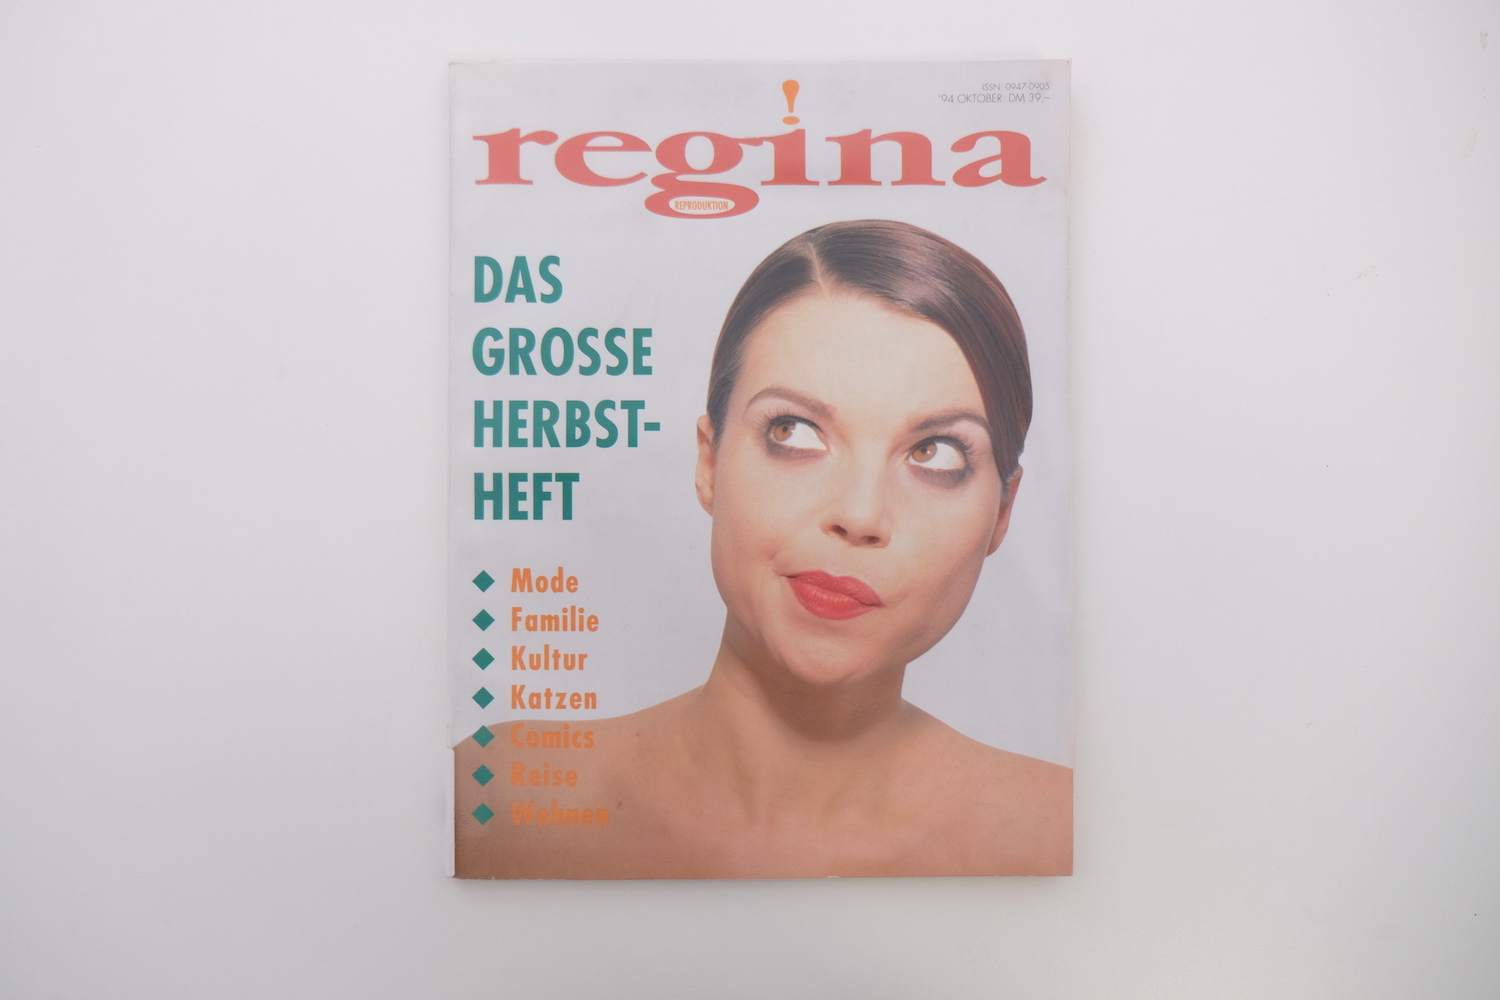 ISSN 0947-0905
'94 OKTOBER DM 39,–
regina
REPRODUKTION
DAS
GROSSE
HERBST-
HEFT
◆ Mode
◆ Familie
◆ Kultur
◆ Katzen
◆ Comics
◆ Reise
◆ Wohnen